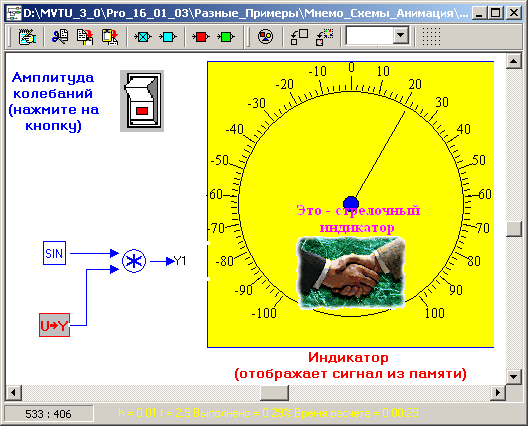 D:\MVTU_3_0\Pro_16_01_03\Разные_Примеры\Мнемо_Схемы_Анимация\...
Амплитуда
колебаний
(нажмите на
кнопку)
0
-10 10
-20 20
-30 30
-40 40
-50 50
-60 60
-70 70
-80 80
-90 90
-100 100
Это - стрелочный
индикатор
SIN
Y1
U→Y
Индикатор
(отображает сигнал из памяти)
533 : 406
h = 0.01 t = 2.9 Выполнено = 0.29% Время расчета = 0:00.29